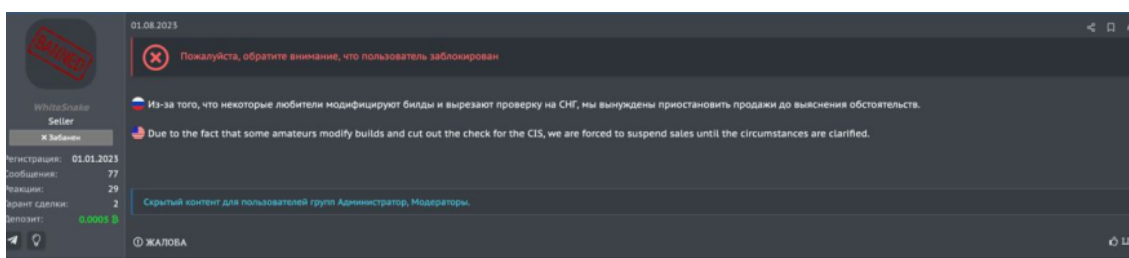 01.08.2023
BANNED
Пожалуйста, обратите внимание, что пользователь заблокирован
WhiteSnake
Seller
✕ Забанен
Регистрация: 01.01.2023
Сообщения: 77
Реакции: 29
Гарант сделки: 2
Депозит: 0.0005 ₿
Из-за того, что некоторые любители модифицируют билды и вырезают проверку на СНГ, мы вынуждены приостановить продажи до выяснения обстоятельств.
Due to the fact that some amateurs modify builds and cut out the check for the CIS, we are forced to suspend sales until the circumstances are clarified.
Скрытый контент для пользователей групп Администратор, Модераторы.
ЖАЛОБА